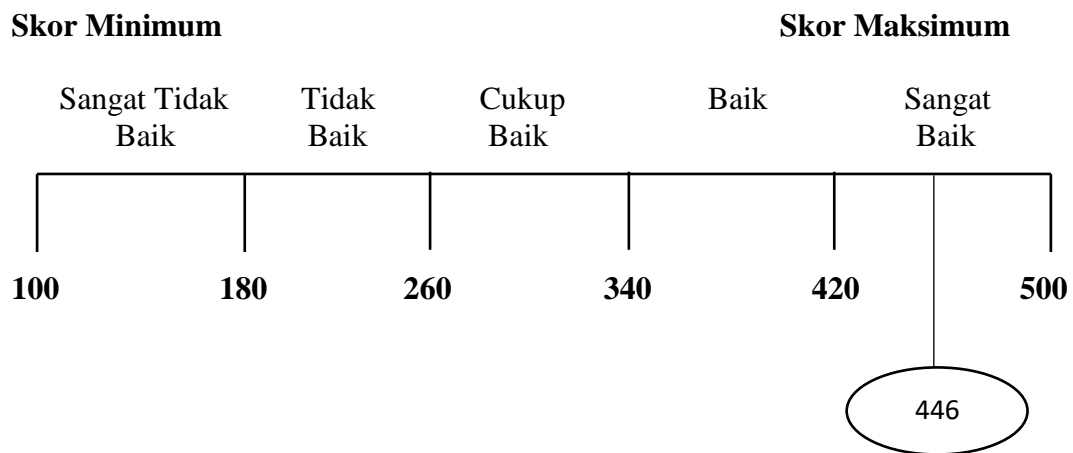 Skor Minimum Skor Maksimum
Sangat Tidak Tidak Cukup Baik Sangat
Baik Baik Baik Baik
100 180 260 340 420 500
446